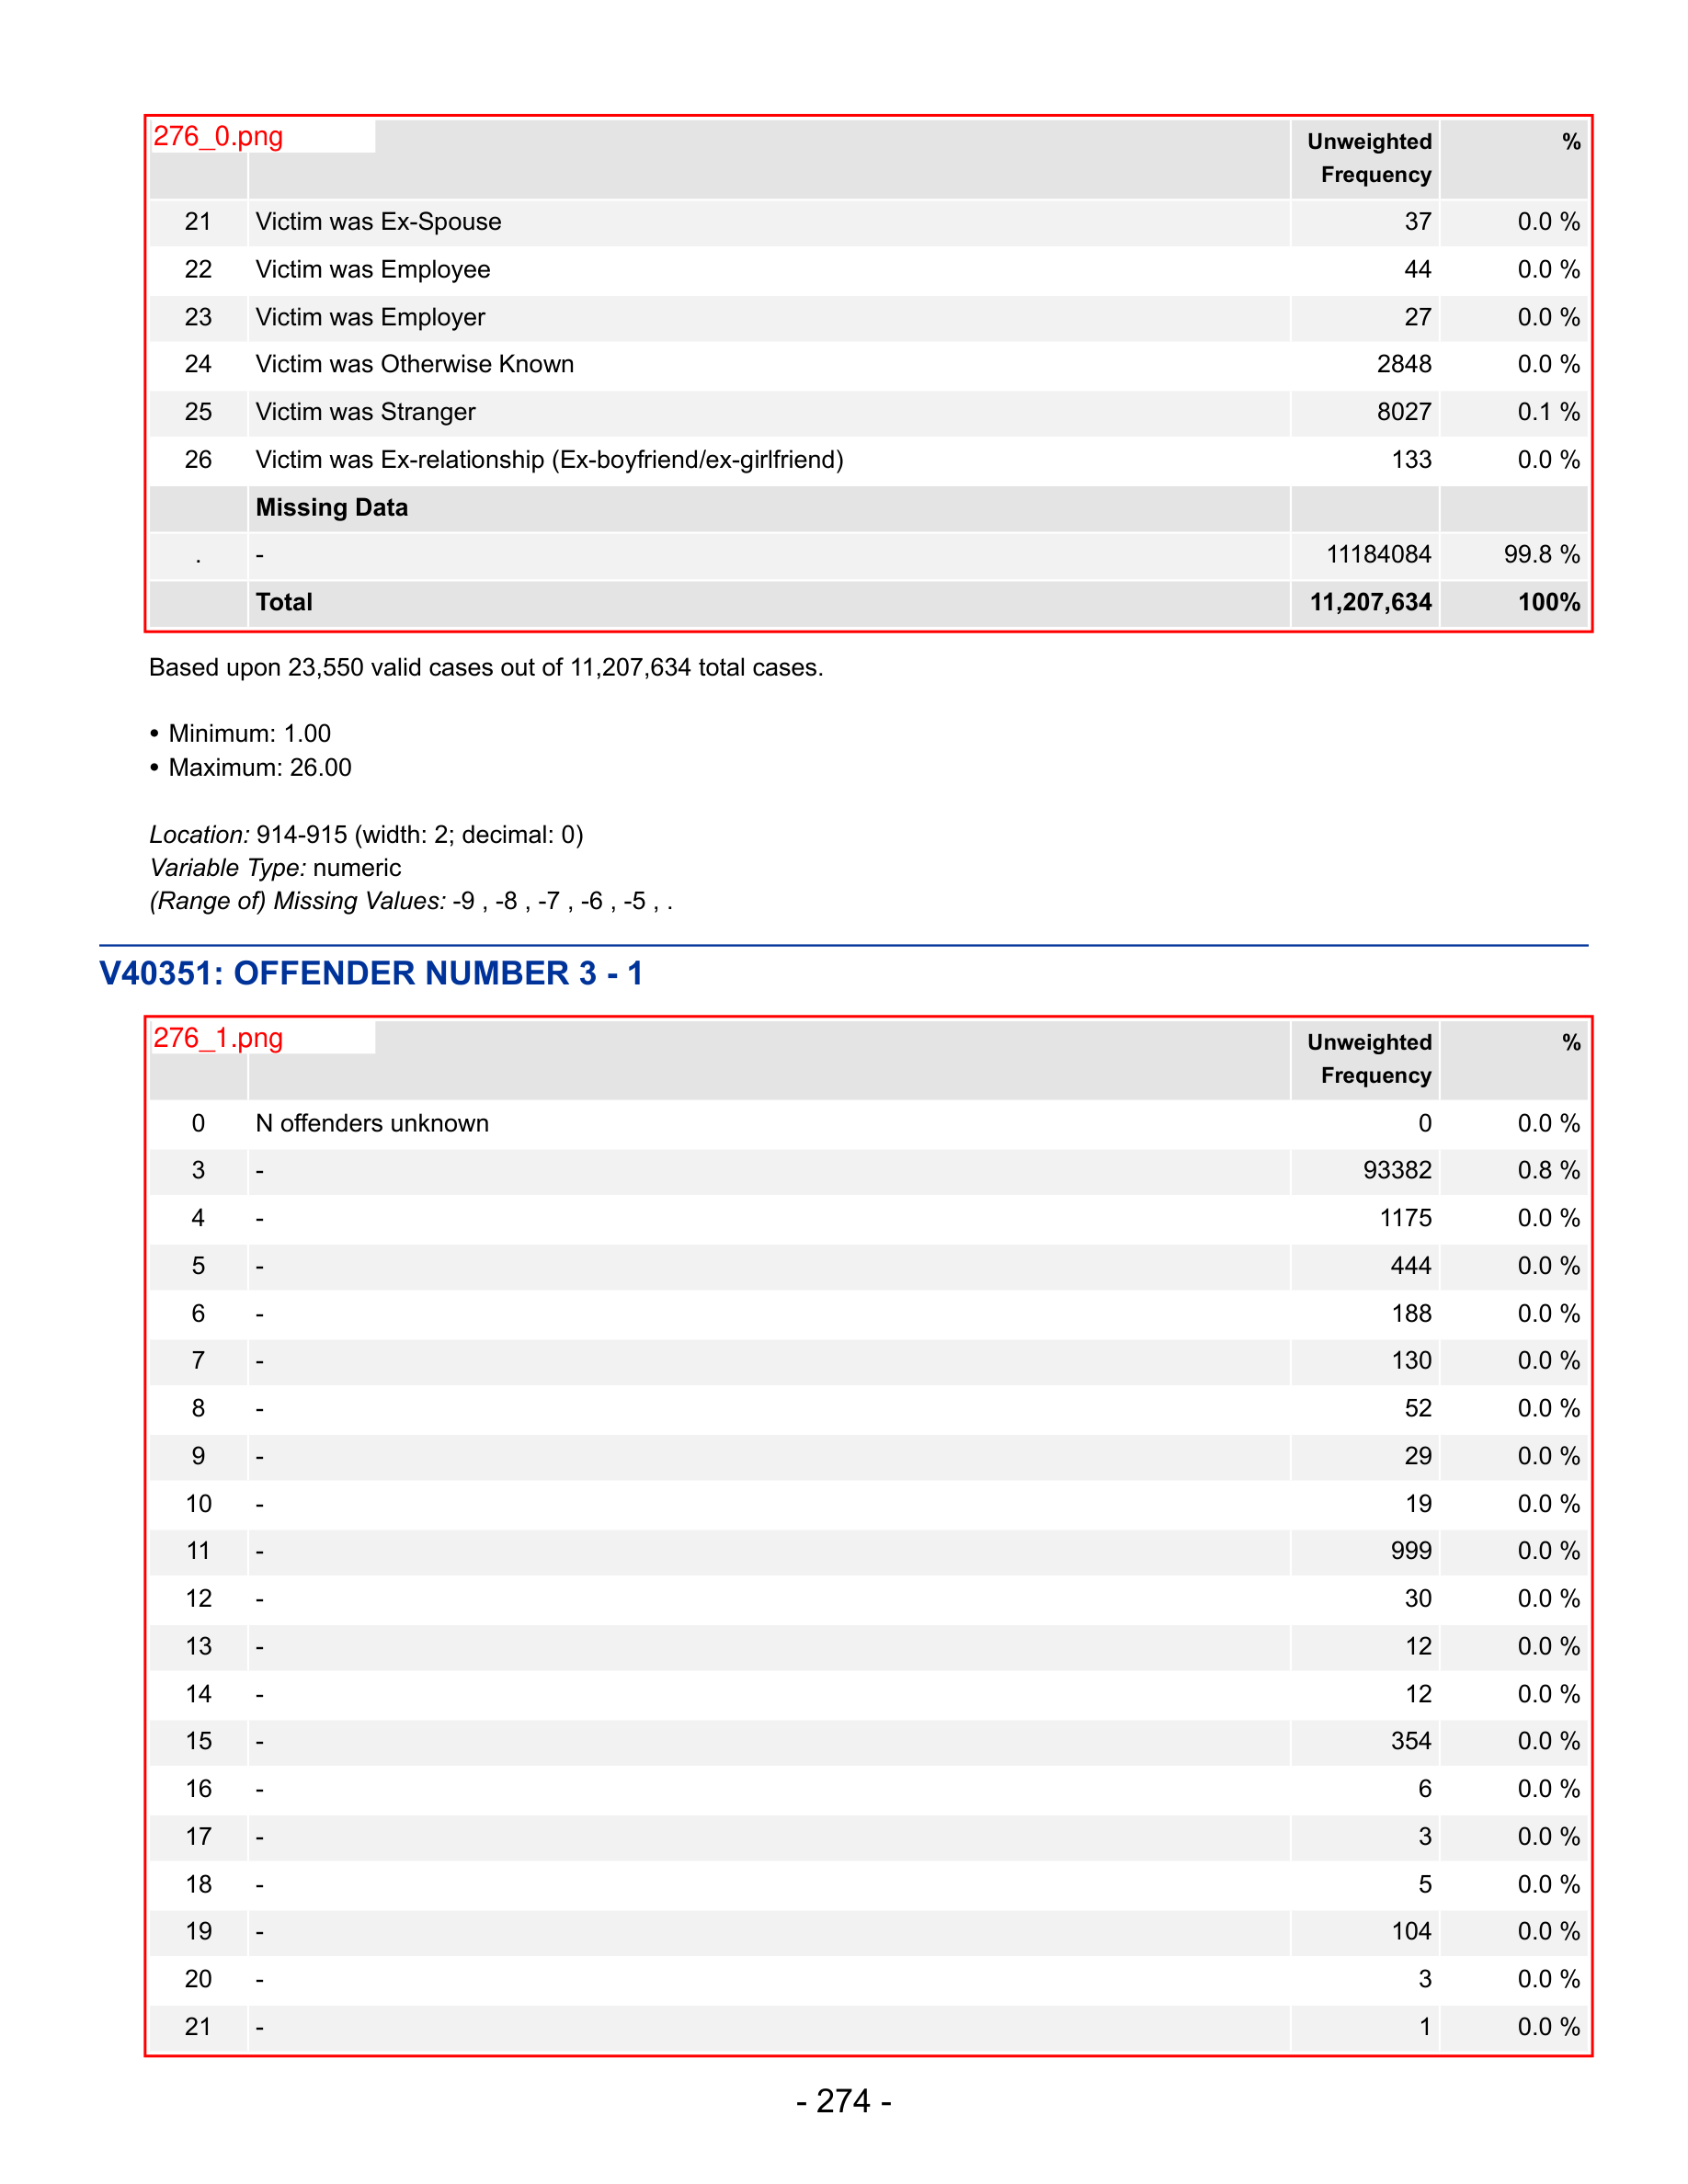 276_0.png
Unweighted Frequency %
21 Victim was Ex-Spouse 37 0.0 %
22 Victim was Employee 44 0.0 %
23 Victim was Employer 27 0.0 %
24 Victim was Otherwise Known 2848 0.0 %
25 Victim was Stranger 8027 0.1 %
26 Victim was Ex-relationship (Ex-boyfriend/ex-girlfriend) 133 0.0 %
Missing Data
. - 11184084 99.8 %
Total 11,207,634 100%
Based upon 23,550 valid cases out of 11,207,634 total cases.
• Minimum: 1.00
• Maximum: 26.00
Location: 914-915 (width: 2; decimal: 0)
Variable Type: numeric
(Range of) Missing Values: -9 , -8 , -7 , -6 , -5 , .
V40351: OFFENDER NUMBER 3 - 1
276_1.png
Unweighted Frequency %
0 N offenders unknown 0 0.0 %
3 - 93382 0.8 %
4 - 1175 0.0 %
5 - 444 0.0 %
6 - 188 0.0 %
7 - 130 0.0 %
8 - 52 0.0 %
9 - 29 0.0 %
10 - 19 0.0 %
11 - 999 0.0 %
12 - 30 0.0 %
13 - 12 0.0 %
14 - 12 0.0 %
15 - 354 0.0 %
16 - 6 0.0 %
17 - 3 0.0 %
18 - 5 0.0 %
19 - 104 0.0 %
20 - 3 0.0 %
21 - 1 0.0 %
- 274 -